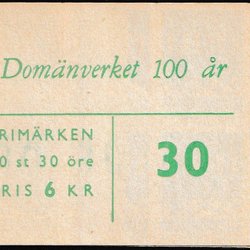 Domänverket 100 år
RIMÄRKEN
0 st 30 öre
RIS 6 KR
30